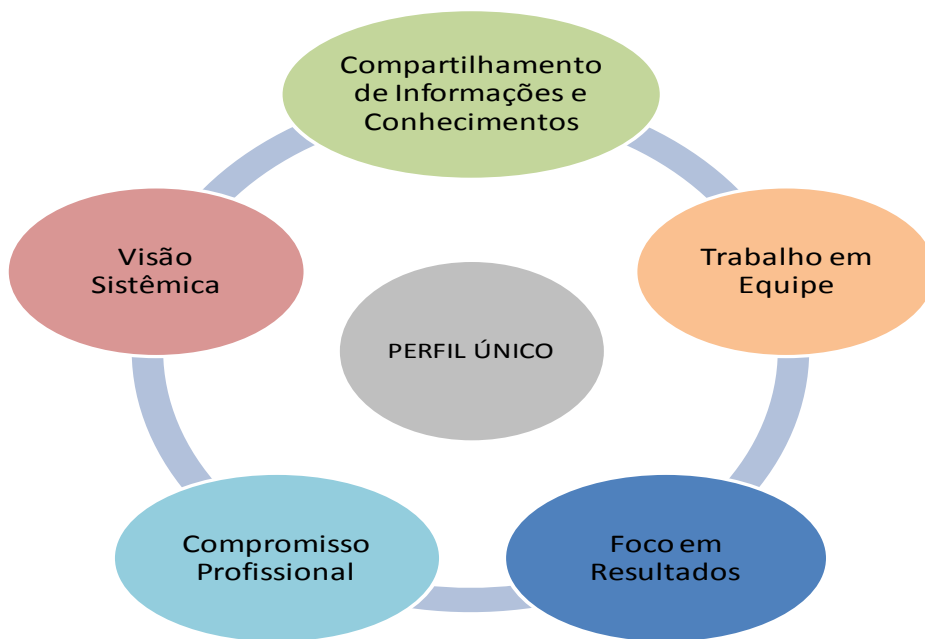 Compartilhamento
de Informações e
Conhecimentos
Visão
Sistêmica
Trabalho em
Equipe
PERFIL ÚNICO
Compromisso
Profissional
Foco em
Resultados